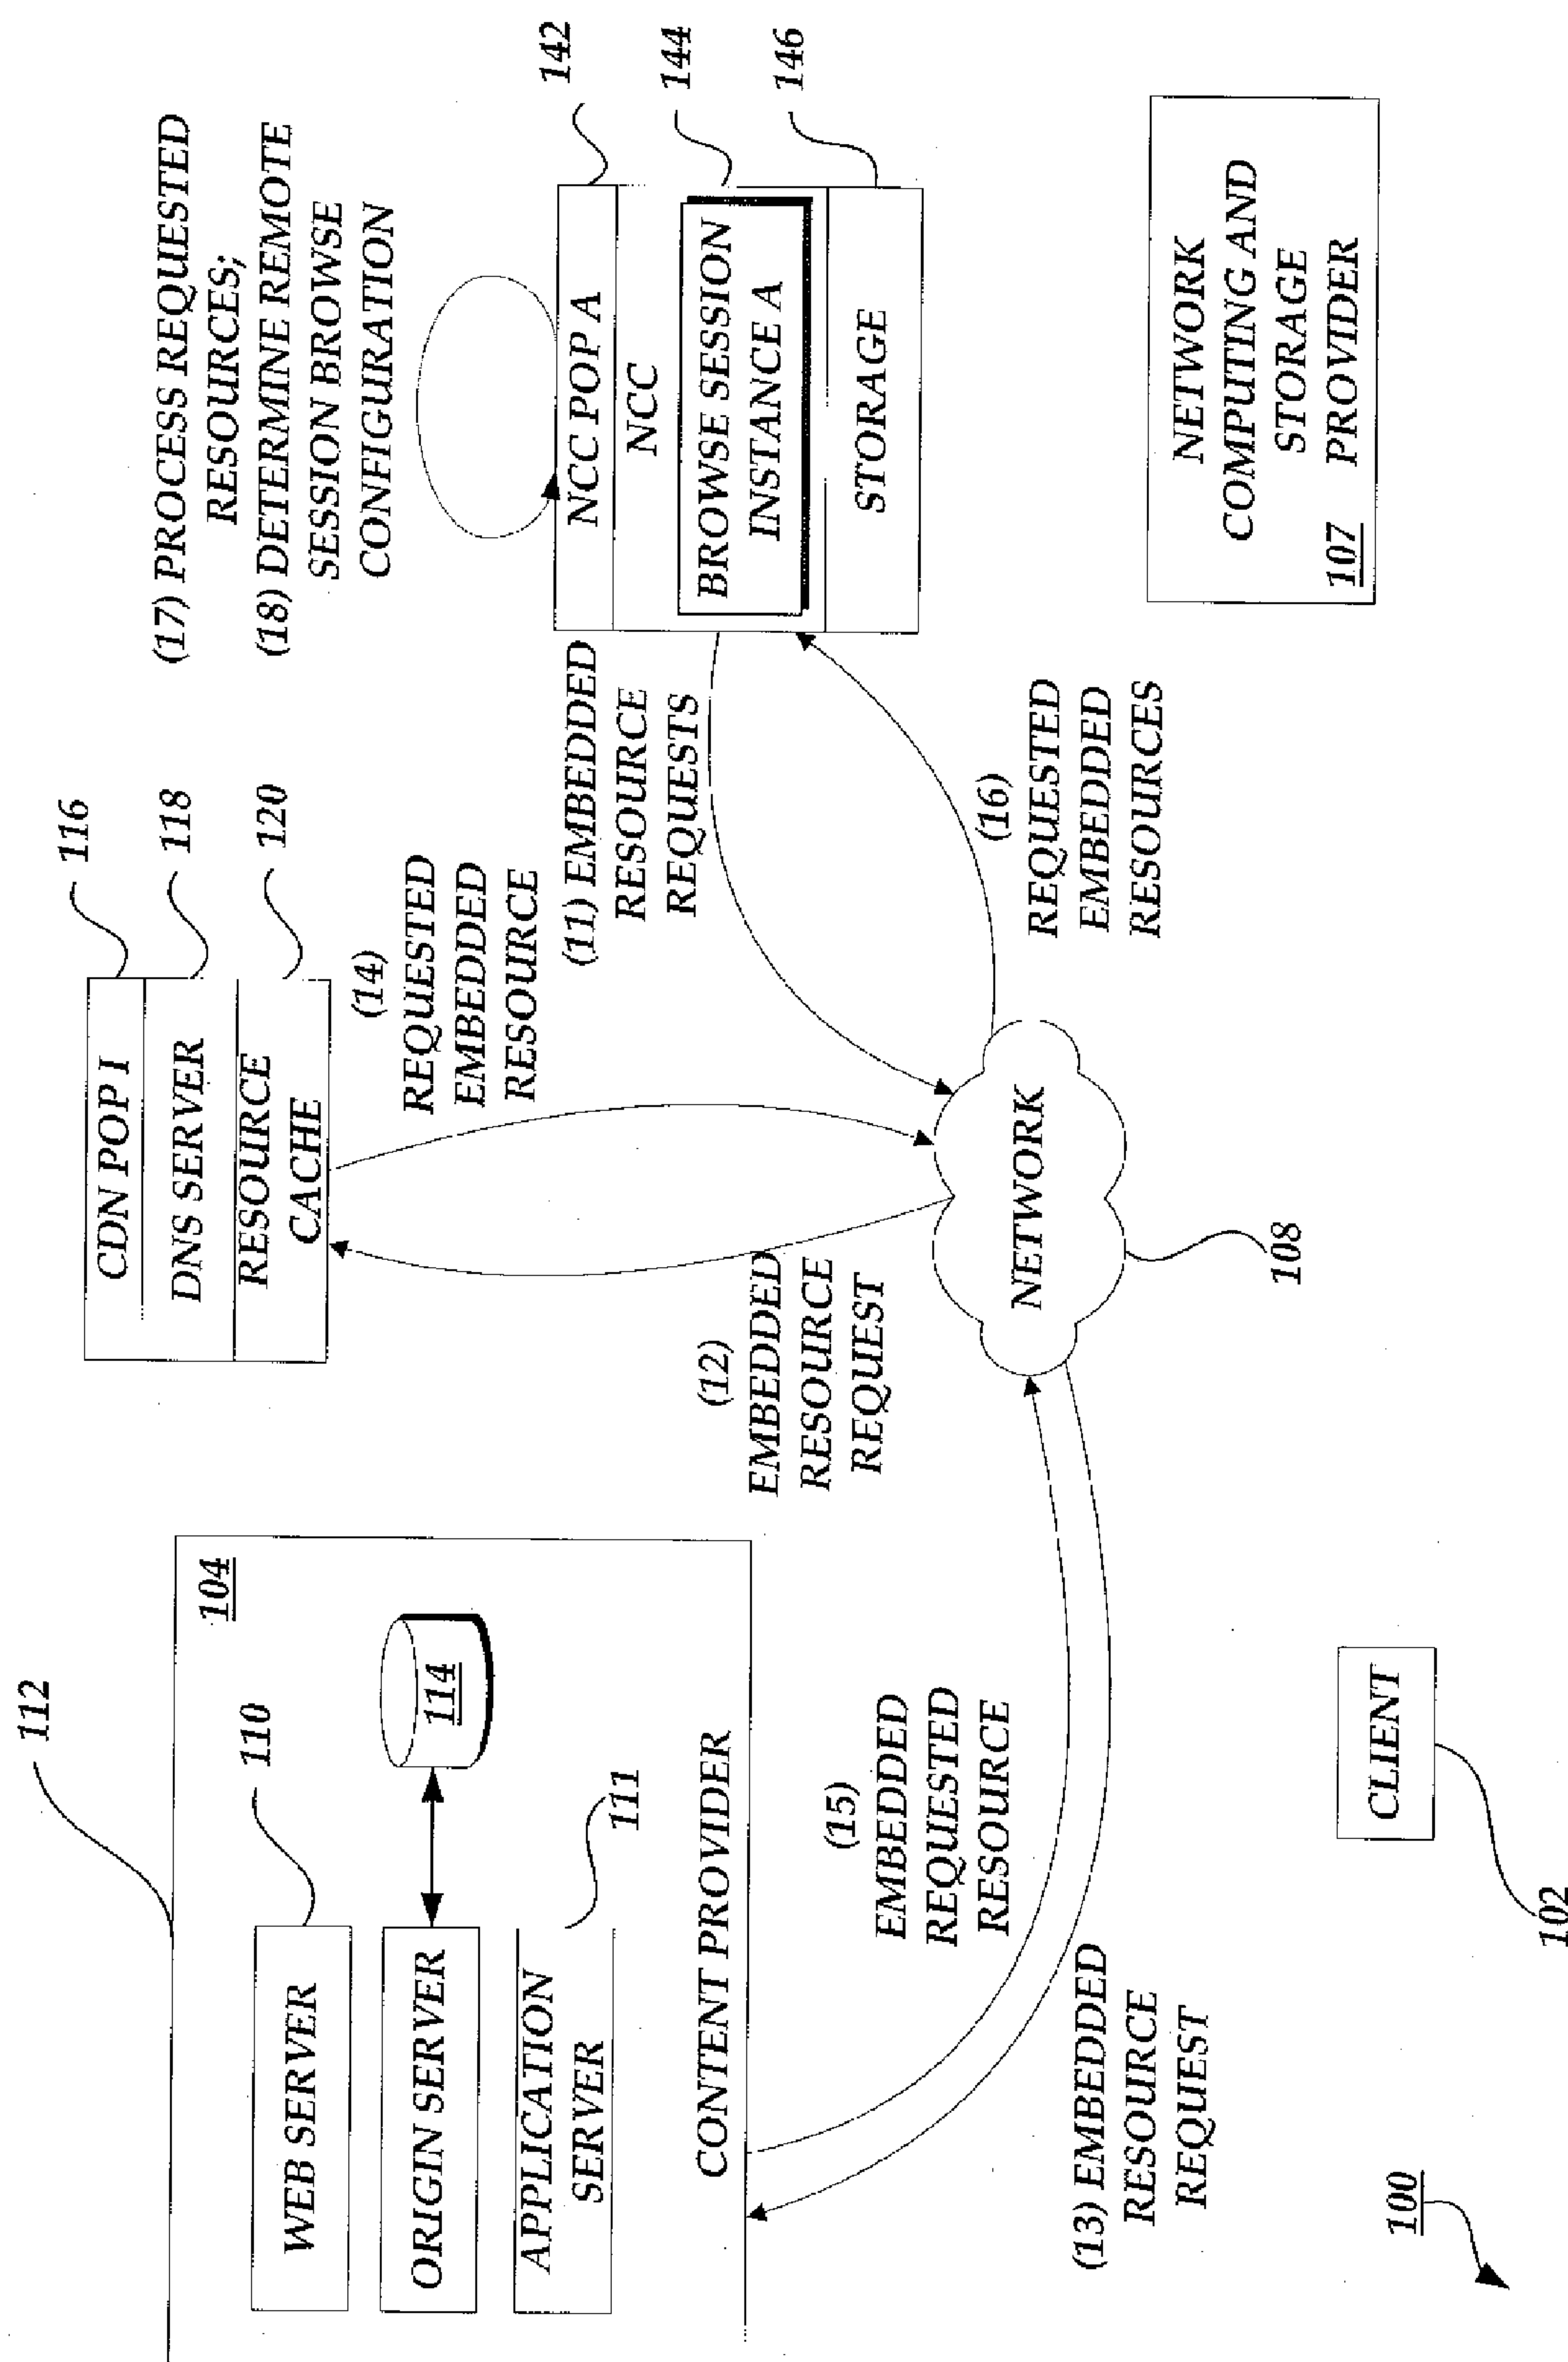 112
104
110
WEB SERVER
ORIGIN SERVER
114
APPLICATION
SERVER
111
CONTENT PROVIDER
116
118
120
CDN POP I
DNS SERVER
RESOURCE
CACHE
(14)
REQUESTED
EMBEDDED
RESOURCE
(12)
EMBEDDED
RESOURCE
REQUEST
(17) PROCESS REQUESTED
RESOURCES;
(18) DETERMINE REMOTE
SESSION BROWSE
CONFIGURATION
142
144
146
NCC POP A
NCC
BROWSE SESSION
INSTANCE A
STORAGE
(11) EMBEDDED
RESOURCE
REQUESTS
(16)
REQUESTED
EMBEDDED
RESOURCES
(15)
EMBEDDED
REQUESTED
RESOURCE
NETWORK
108
(13) EMBEDDED
RESOURCE
REQUEST
NETWORK
COMPUTING AND
STORAGE
107 PROVIDER
CLIENT
102
100